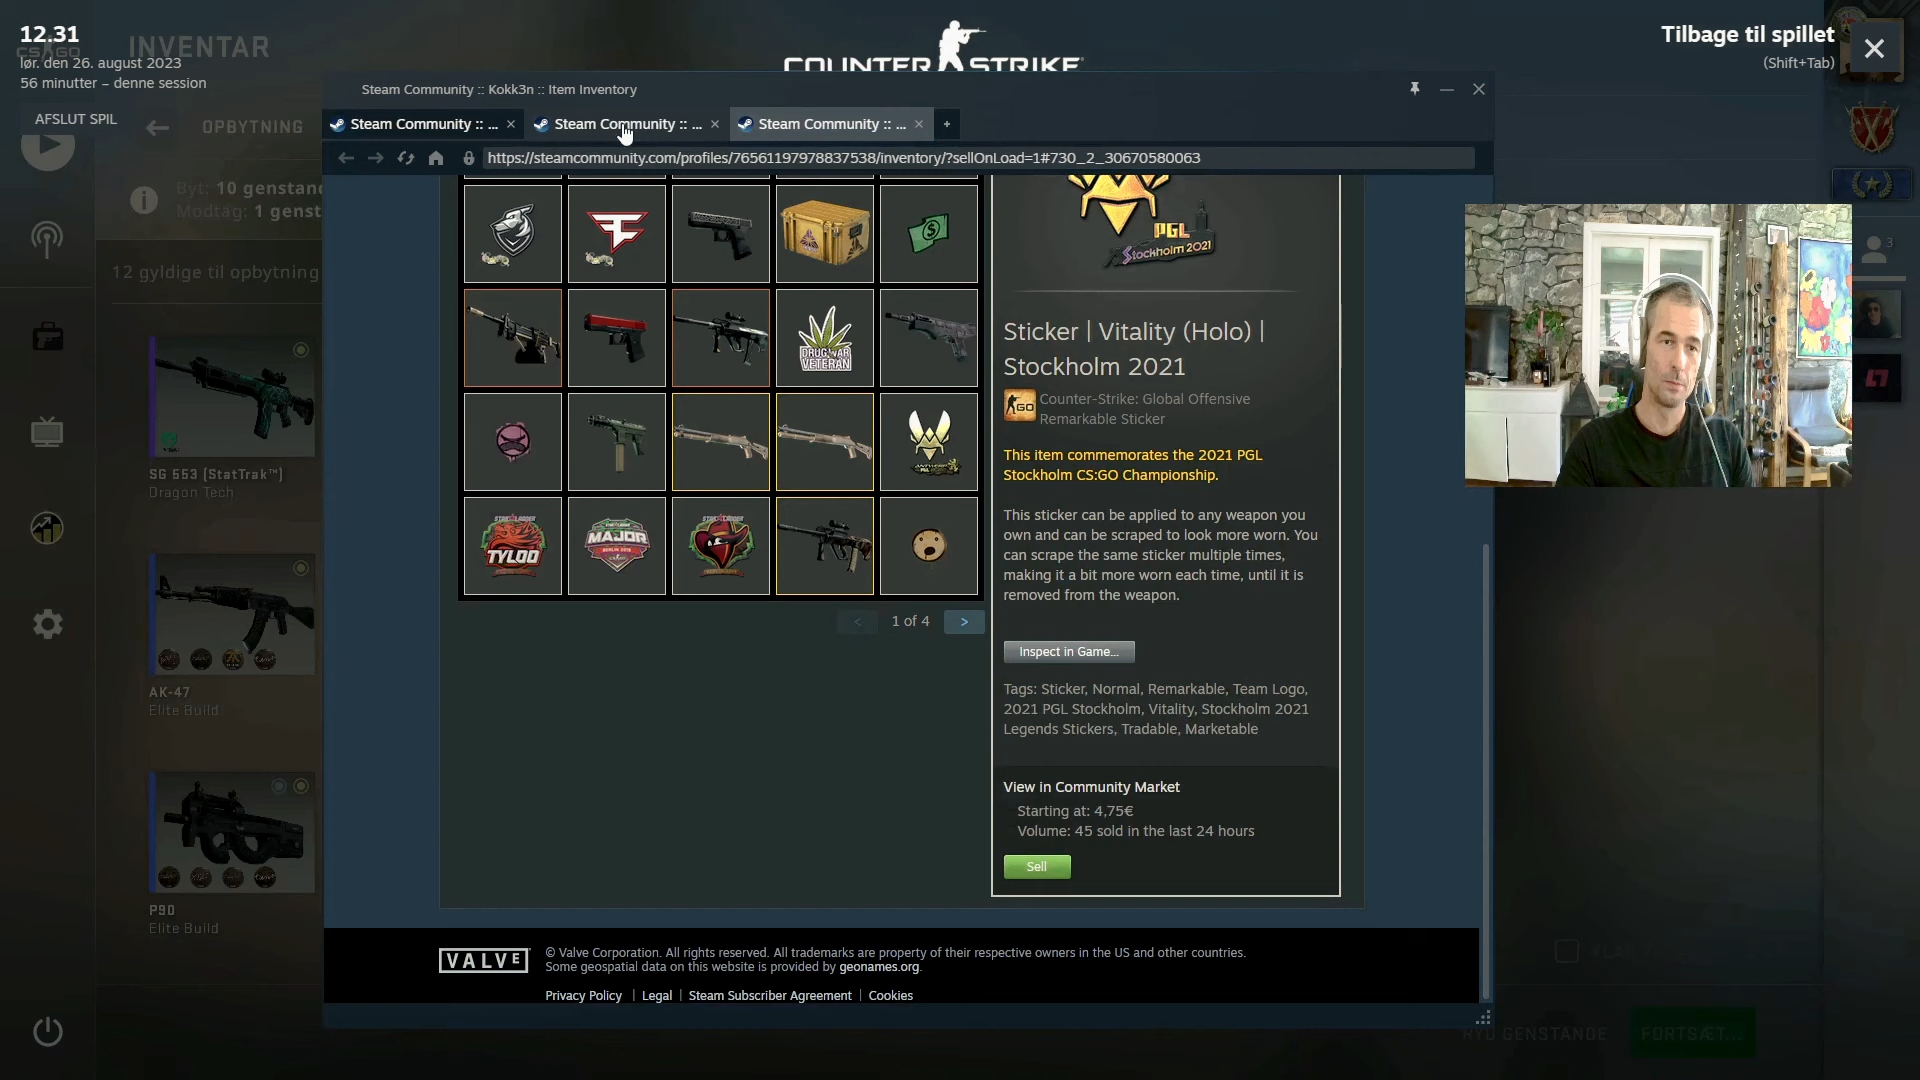 12.31
lør. den 26. august 2023
56 minutter – denne session
AFSLUT SPIL
INVENTAR
COUNTER STRIKE
Tilbage til spillet
(Shift+Tab)
OPBYTNING
Byt: 10 genstand
Modtag: 1 genst
12 gyldige til opbytning
SG 553 (StatTrak™)
Dragon Tech
AK-47
Elite Build
P90
Elite Build
Steam Community :: Kokk3n :: Item Inventory
Steam Community :: ...
Steam Community :: ...
Steam Community :: ...
https://steamcommunity.com/profiles/76561197978837538/inventory/?sellOnLoad=1#730_2_30670580063
DRUG WAR
VETERAN
TYLOO
MAJOR
1 of 4
PGL
Stockholm 2021
Sticker | Vitality (Holo) |
Stockholm 2021
GO
Counter-Strike: Global Offensive
Remarkable Sticker
This item commemorates the 2021 PGL
Stockholm CS:GO Championship.
This sticker can be applied to any weapon you
own and can be scraped to look more worn. You
can scrape the same sticker multiple times,
making it a bit more worn each time, until it is
removed from the weapon.
Inspect in Game...
Tags: Sticker, Normal, Remarkable, Team Logo,
2021 PGL Stockholm, Vitality, Stockholm 2021
Legends Stickers, Tradable, Marketable
View in Community Market
Starting at: 4,75€
Volume: 45 sold in the last 24 hours
Sell
3
VALVE
© Valve Corporation. All rights reserved. All trademarks are property of their respective owners in the US and other countries.
Some geospatial data on this website is provided by geonames.org.
Privacy Policy | Legal | Steam Subscriber Agreement | Cookies
RYD GENSTANDE
FORTSÆT...